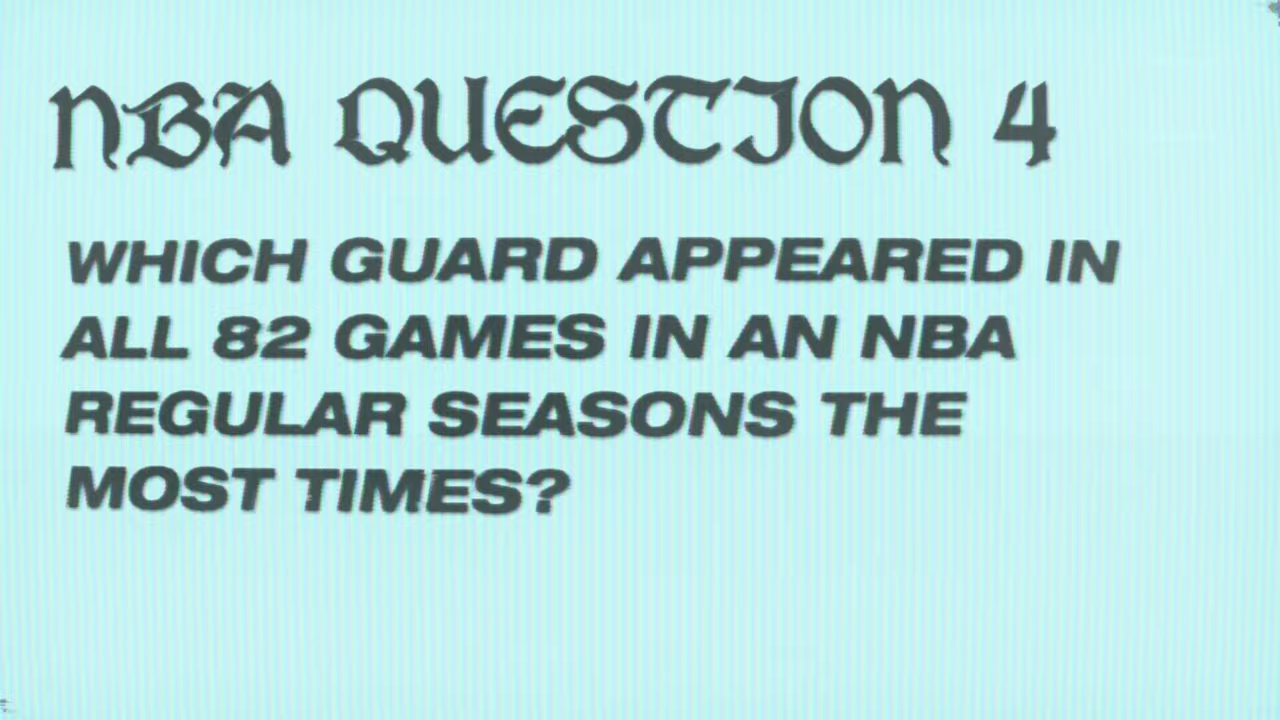 NBA QUESTION 4
WHICH GUARD APPEARED IN
ALL 82 GAMES IN AN NBA
REGULAR SEASONS THE
MOST TIMES?